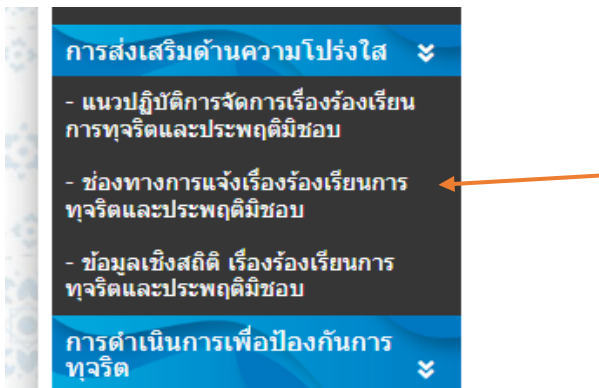 การส่งเสริมด้านความโปร่งใส
- แนวปฏิบัติการจัดการเรื่องร้องเรียน
การทุจริตและประพฤติมิชอบ
- ช่องทางการแจ้งเรื่องร้องเรียนการ
ทุจริตและประพฤติมิชอบ
- ข้อมูลเชิงสถิติ เรื่องร้องเรียนการ
ทุจริตและประพฤติมิชอบ
การดำเนินการเพื่อป้องกันการ
ทุจริต